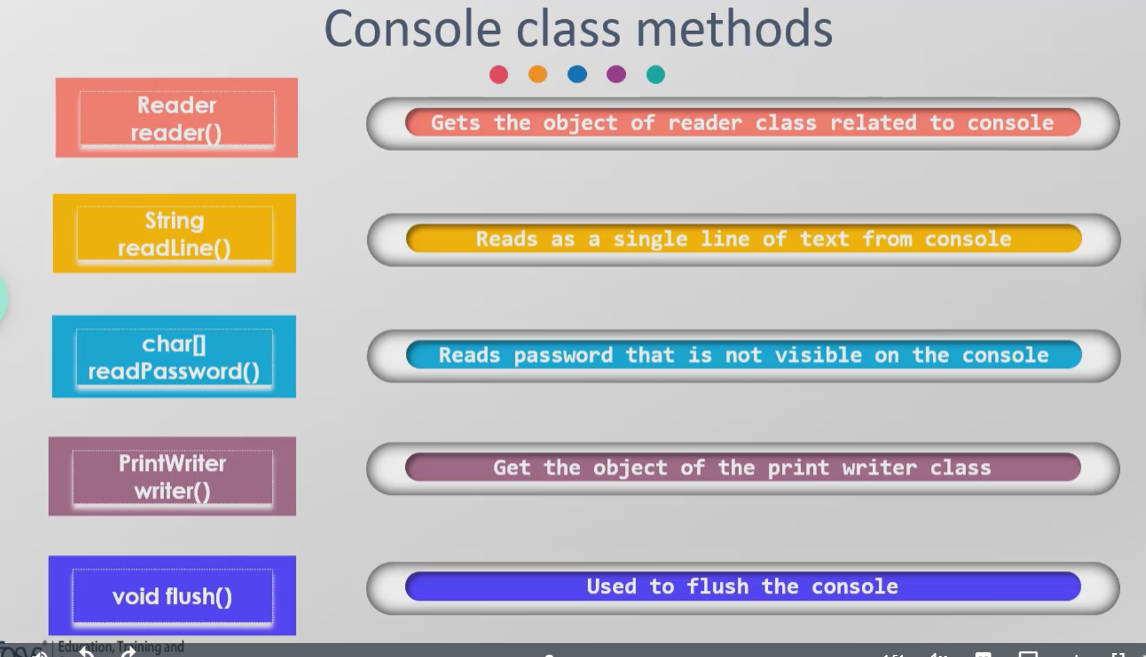 Console class methods
Reader
reader()
Gets the object of reader class related to console
String
readLine()
Reads as a single line of text from console
char[]
readPassword()
Reads password that is not visible on the console
PrintWriter
writer()
Get the object of the print writer class
void flush()
Used to flush the console
Education, Training and